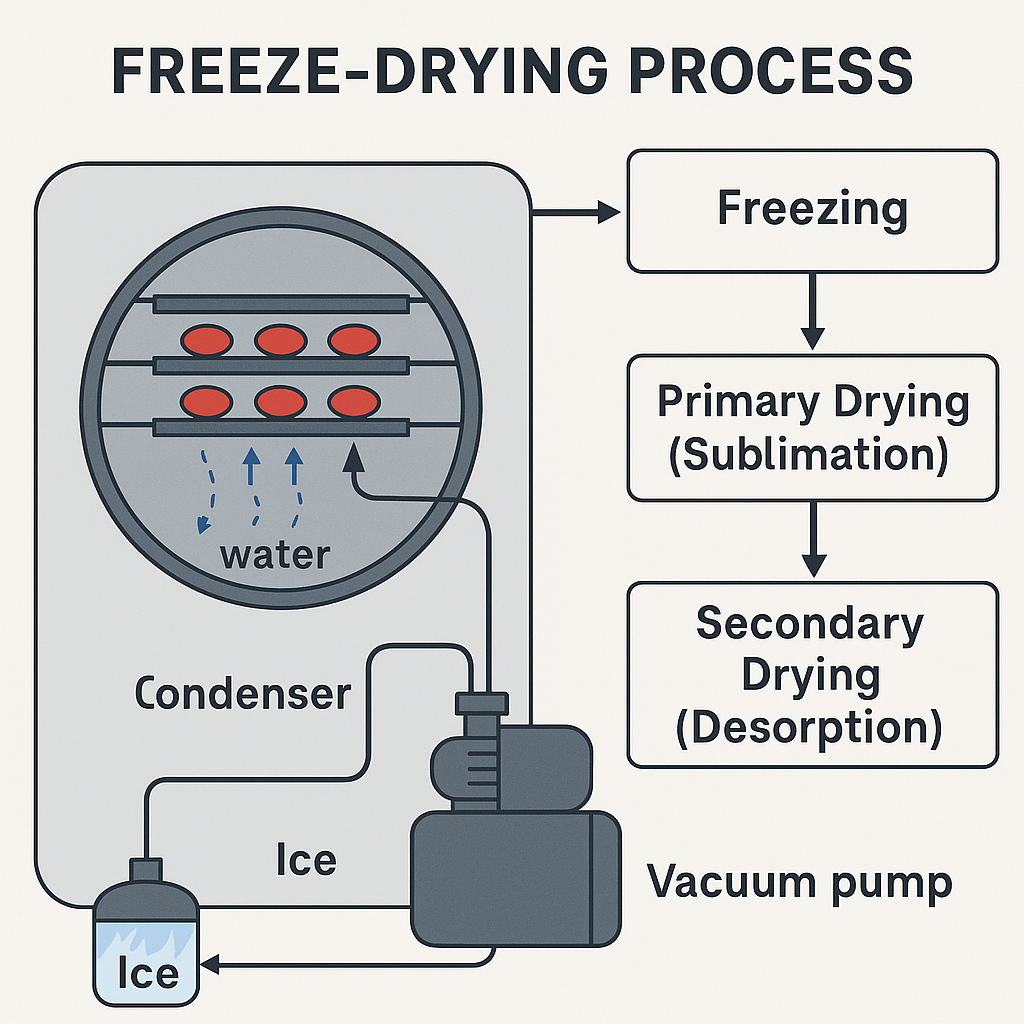 FREEZE-DRYING PROCESS
Freezing
Primary Drying
(Sublimation)
Secondary
Drying
(Desorption)
water
Condenser
Ice
Vacuum pump
Ice